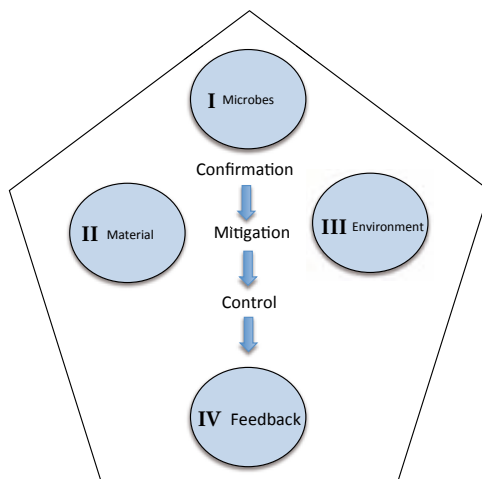 I Microbes
Confirmation
II Material
Mitigation
III Environment
Control
IV Feedback